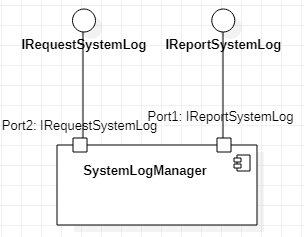 IRequestSystemLog
IReportSystemLog
Port1: IReportSystemLog
Port2: IRequestSystemLog
SystemLogManager